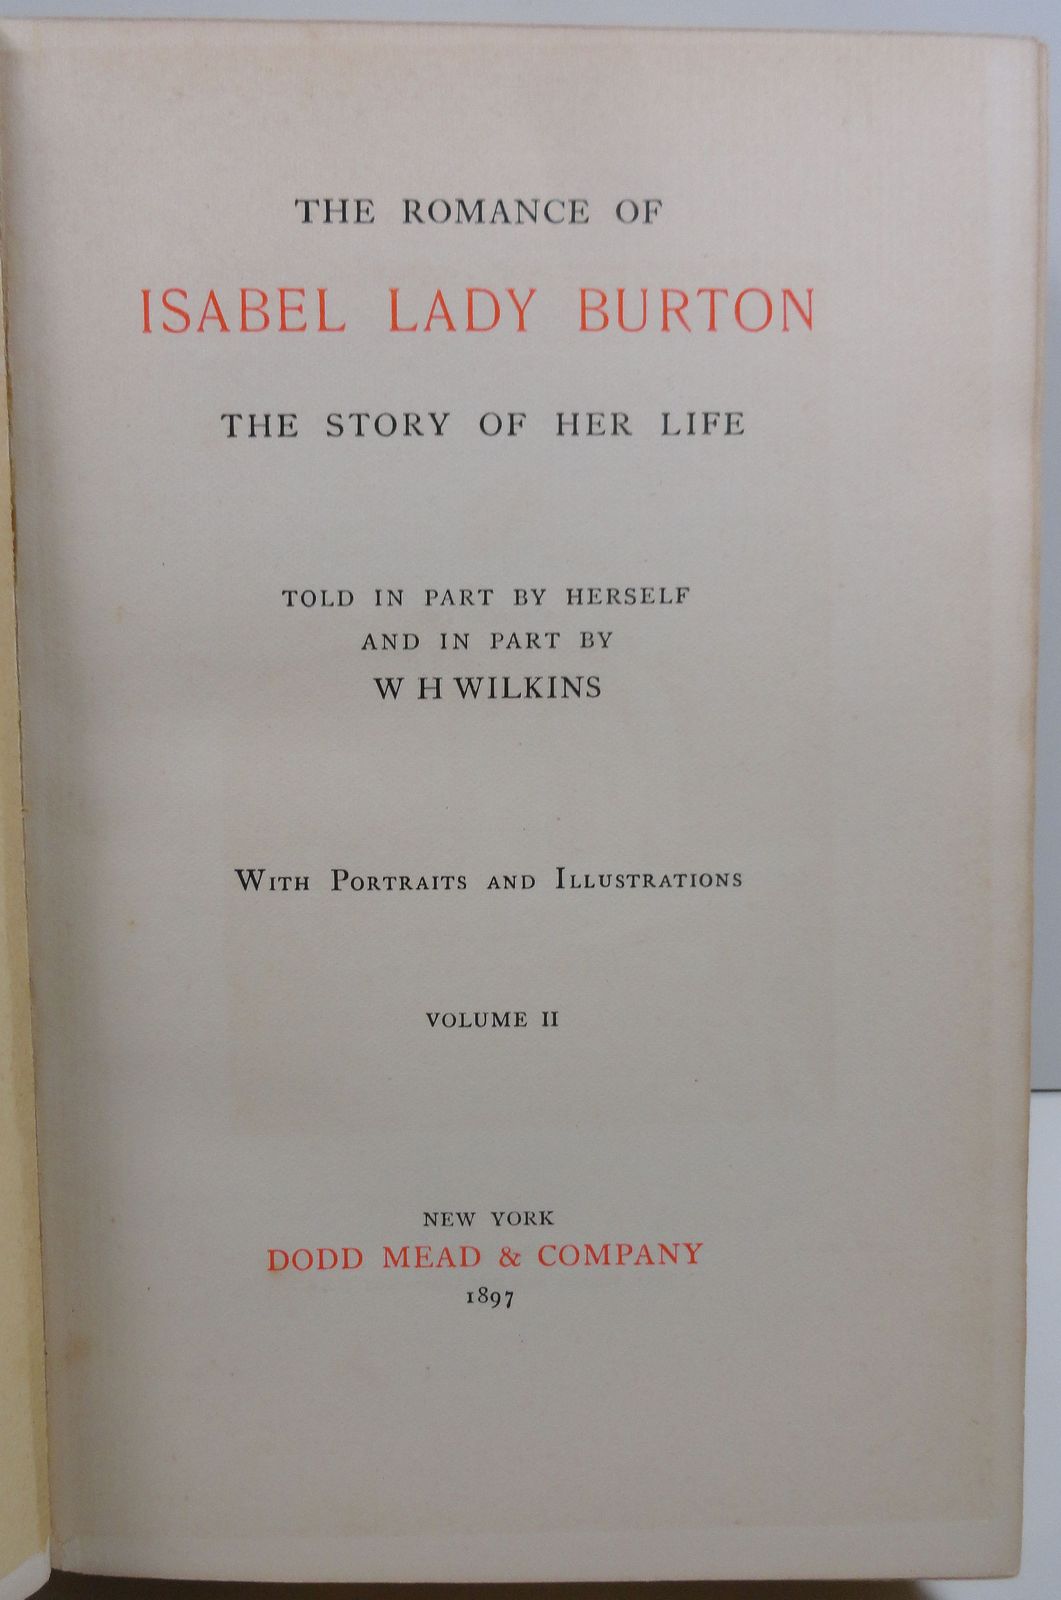 THE ROMANCE OF
ISABEL LADY BURTON
THE STORY OF HER LIFE
TOLD IN PART BY HERSELF
AND IN PART BY
W H WILKINS
WITH PORTRAITS AND ILLUSTRATIONS
VOLUME II
NEW YORK
DODD MEAD & COMPANY
1897